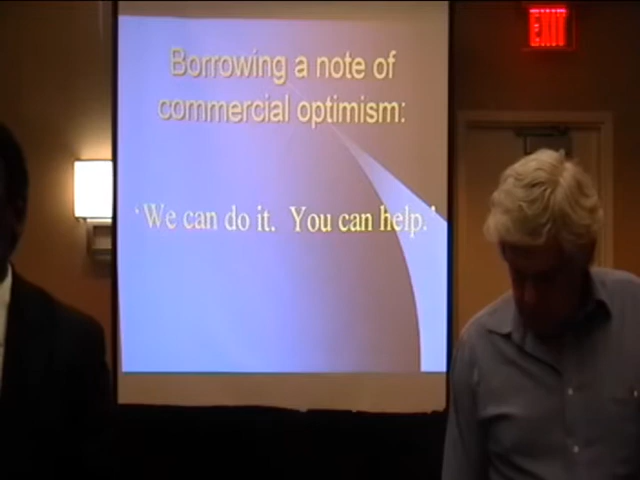 EXIT
Borrowing a note of
commercial optimism:
'We can do it. You can help.'